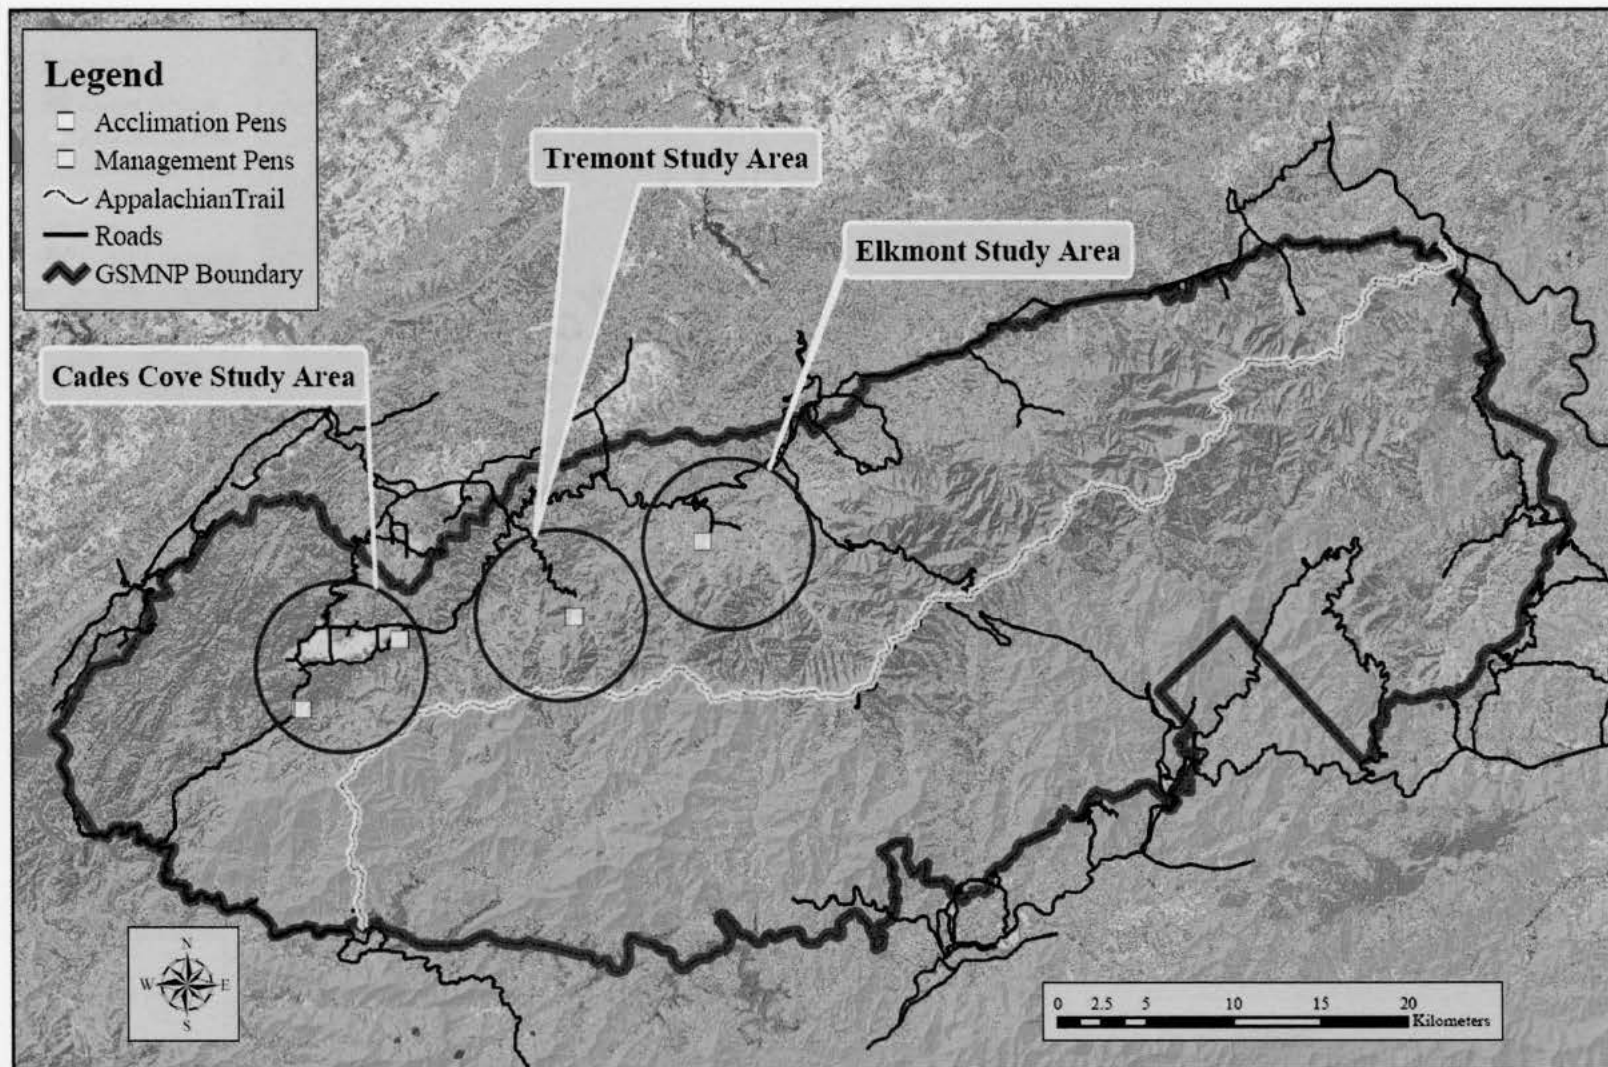 Legend
Acclimation Pens
Management Pens
AppalachianTrail
Roads
GSMNP Boundary
Tremont Study Area
Elkmont Study Area
Cades Cove Study Area
N
W E
S
0 2.5 5 10 15 20
Kilometers